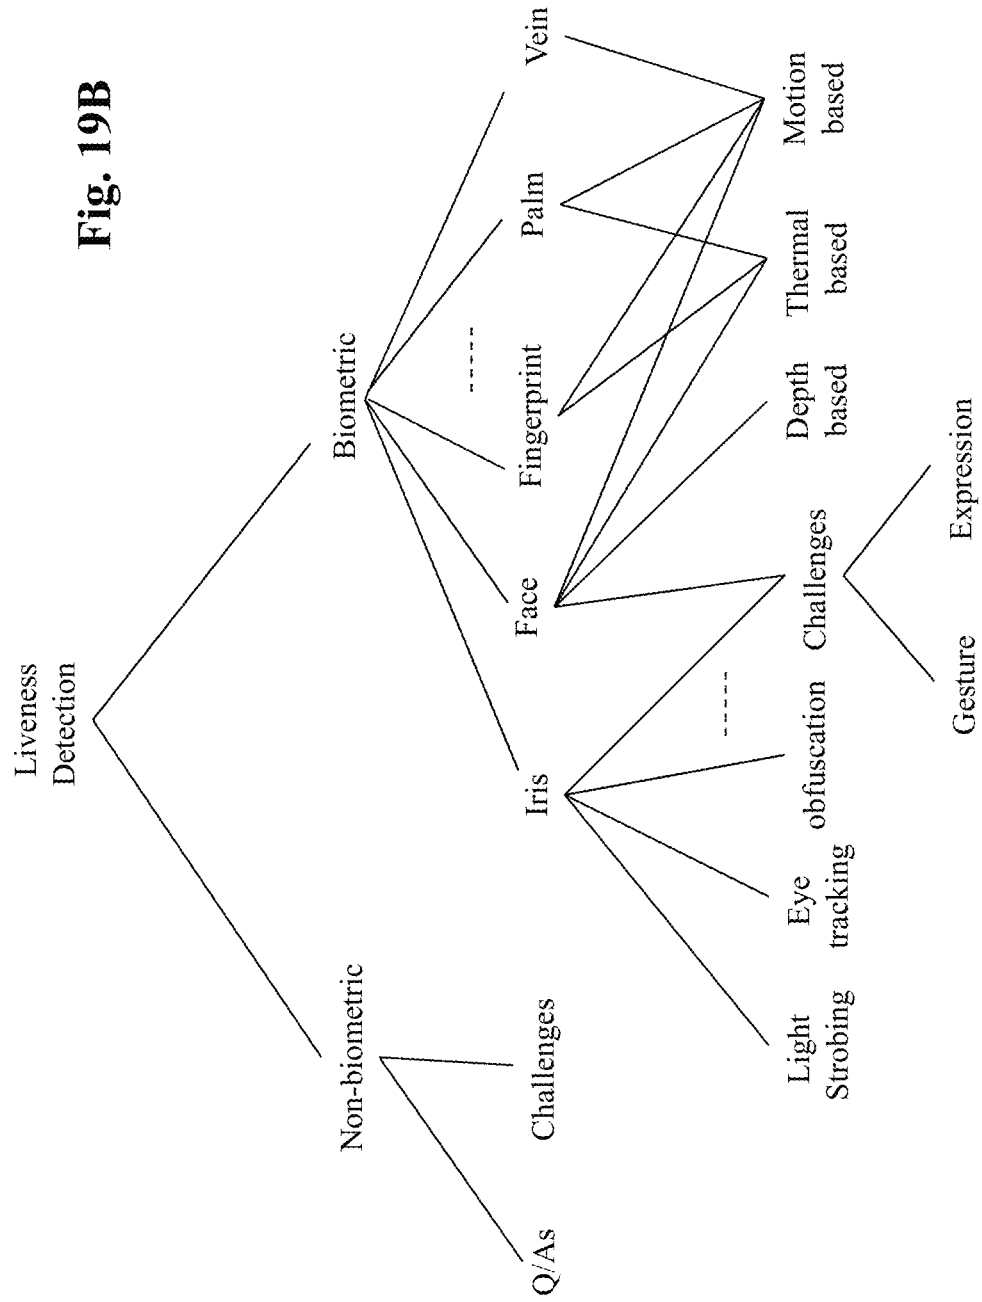 Liveness
Detection
Fig. 19B
Non-biometric
Biometric
Q/As
Challenges
Iris
Face
Fingerprint
Palm
Vein
Light
Strobing
Eye
tracking
obfuscation
Challenges
Depth
based
Thermal
based
Motion
based
Gesture
Expression